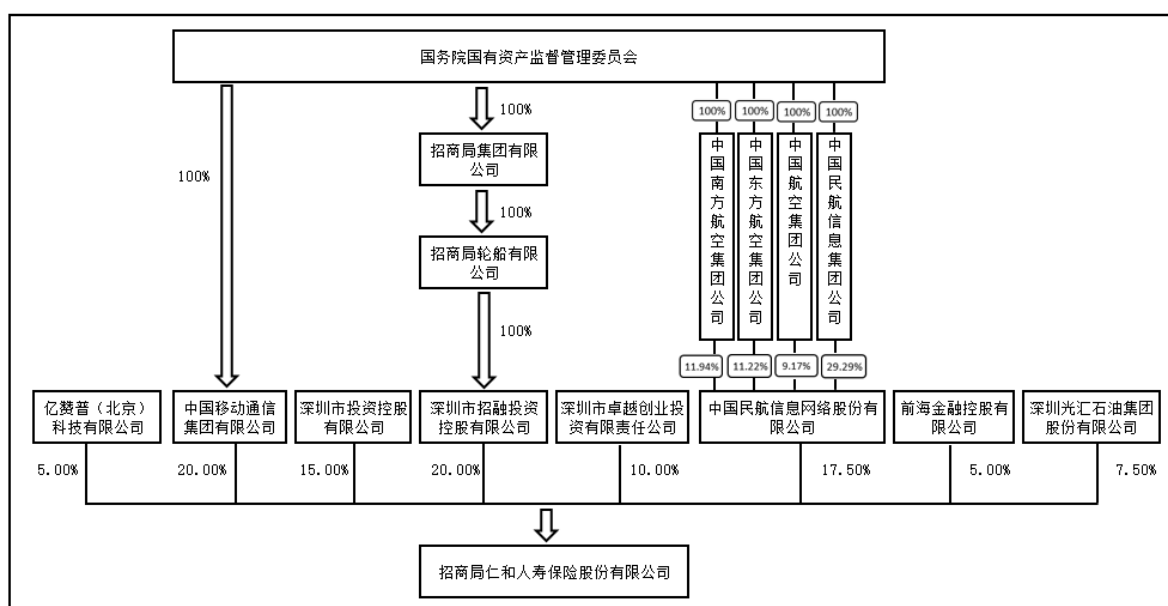 国务院国有资产监督管理委员会
100%
100%
100%
100%
100%
100%
招商局集团有限
公司
中国南方航空集团公司
中国东方航空集团公司
中国航空集团公司
中国民航信息集团公司
100%
招商局轮船有限
公司
100%
11.94%
11.22%
9.17%
29.29%
亿赞普（北京）
科技有限公司
中国移动通信
集团有限公司
深圳市投资控股
有限公司
深圳市招融投资
控股有限公司
深圳市卓越创业投
资有限责任公司
中国民航信息网络股份有
限公司
前海金融控股有
限公司
深圳光汇石油集团
股份有限公司
5.00%
20.00%
15.00%
20.00%
10.00%
17.50%
5.00%
7.50%
招商局仁和人寿保险股份有限公司